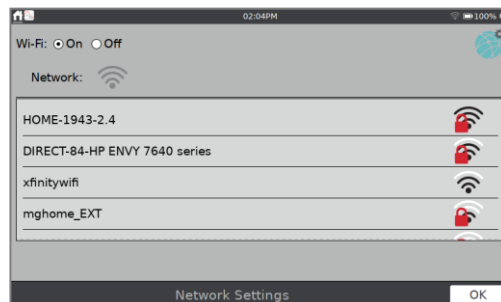 02:04PM
100%
Wi-Fi: On Off
Network:
HOME-1943-2.4
DIRECT-84-HP ENVY 7640 series
xfinitywifi
mghome_EXT
Network Settings
OK